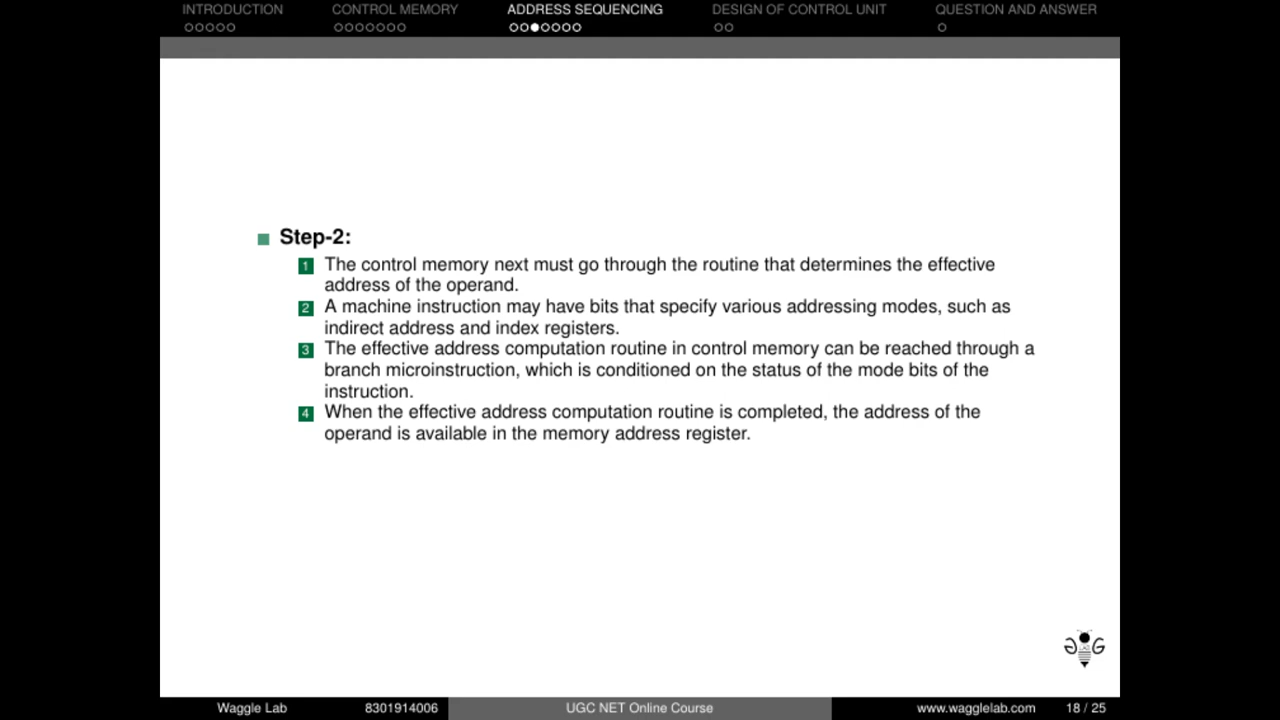 INTRODUCTION CONTROL MEMORY ADDRESS SEQUENCING DESIGN OF CONTROL UNIT QUESTION AND ANSWER
Step-2:
1 The control memory next must go through the routine that determines the effective
address of the operand.
2 A machine instruction may have bits that specify various addressing modes, such as
indirect address and index registers.
3 The effective address computation routine in control memory can be reached through a
branch microinstruction, which is conditioned on the status of the mode bits of the
instruction.
4 When the effective address computation routine is completed, the address of the
operand is available in the memory address register.
Waggle Lab 8301914006 UGC NET Online Course www.wagglelab.com 18 / 25